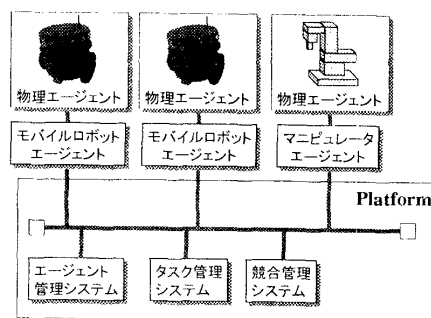 物理エージェント
物理エージェント
物理エージェント
モバイルロボット
エージェント
モバイルロボット
エージェント
マニピュレータ
エージェント
Platform
エージェント
管理システム
タスク管理
システム
競合管理
システム